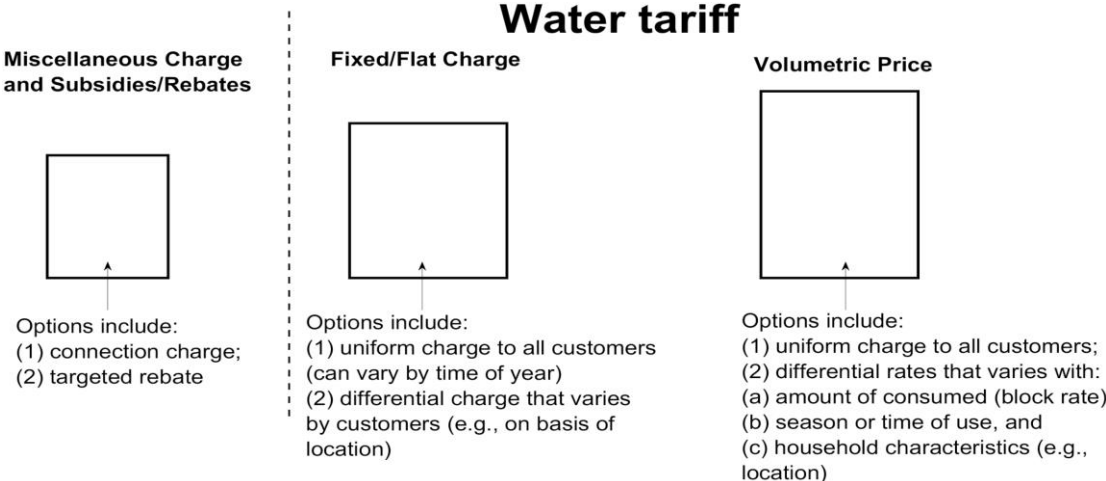 Water tariff
Miscellaneous Charge
and Subsidies/Rebates
Fixed/Flat Charge
Volumetric Price
Options include:
(1) connection charge;
(2) targeted rebate
Options include:
(1) uniform charge to all customers
(can vary by time of year)
(2) differential charge that varies
by customers (e.g., on basis of
location)
Options include:
(1) uniform charge to all customers;
(2) differential rates that varies with:
(a) amount of consumed (block rate)
(b) season or time of use, and
(c) household characteristics (e.g.,
location)